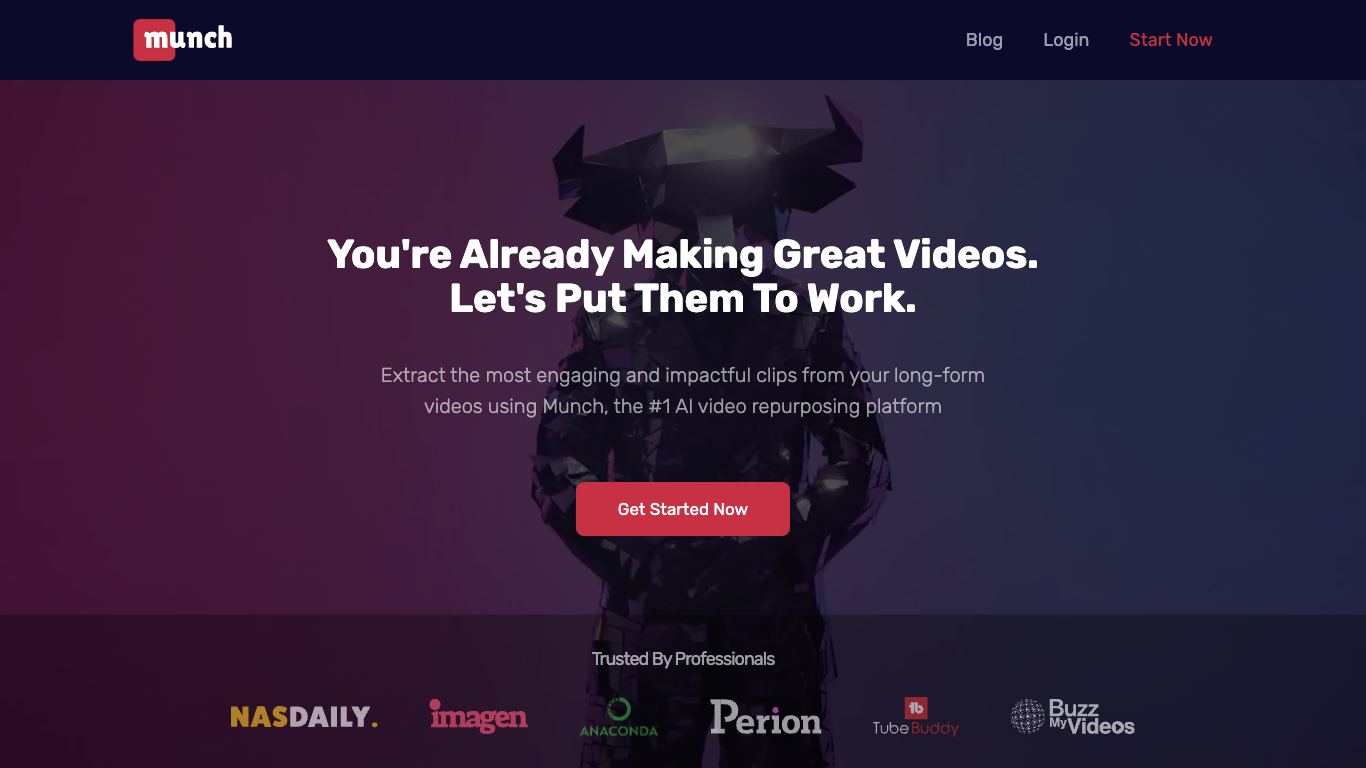 munch
Blog
Login
Start Now
You're Already Making Great Videos.
Let's Put Them To Work.
Extract the most engaging and impactful clips from your long-form
videos using Munch, the #1 AI video repurposing platform
Get Started Now
Trusted By Professionals
NASDAILY.
imagen
ANACONDA
Perion
tb
TubeBuddy
Buzz
My Videos